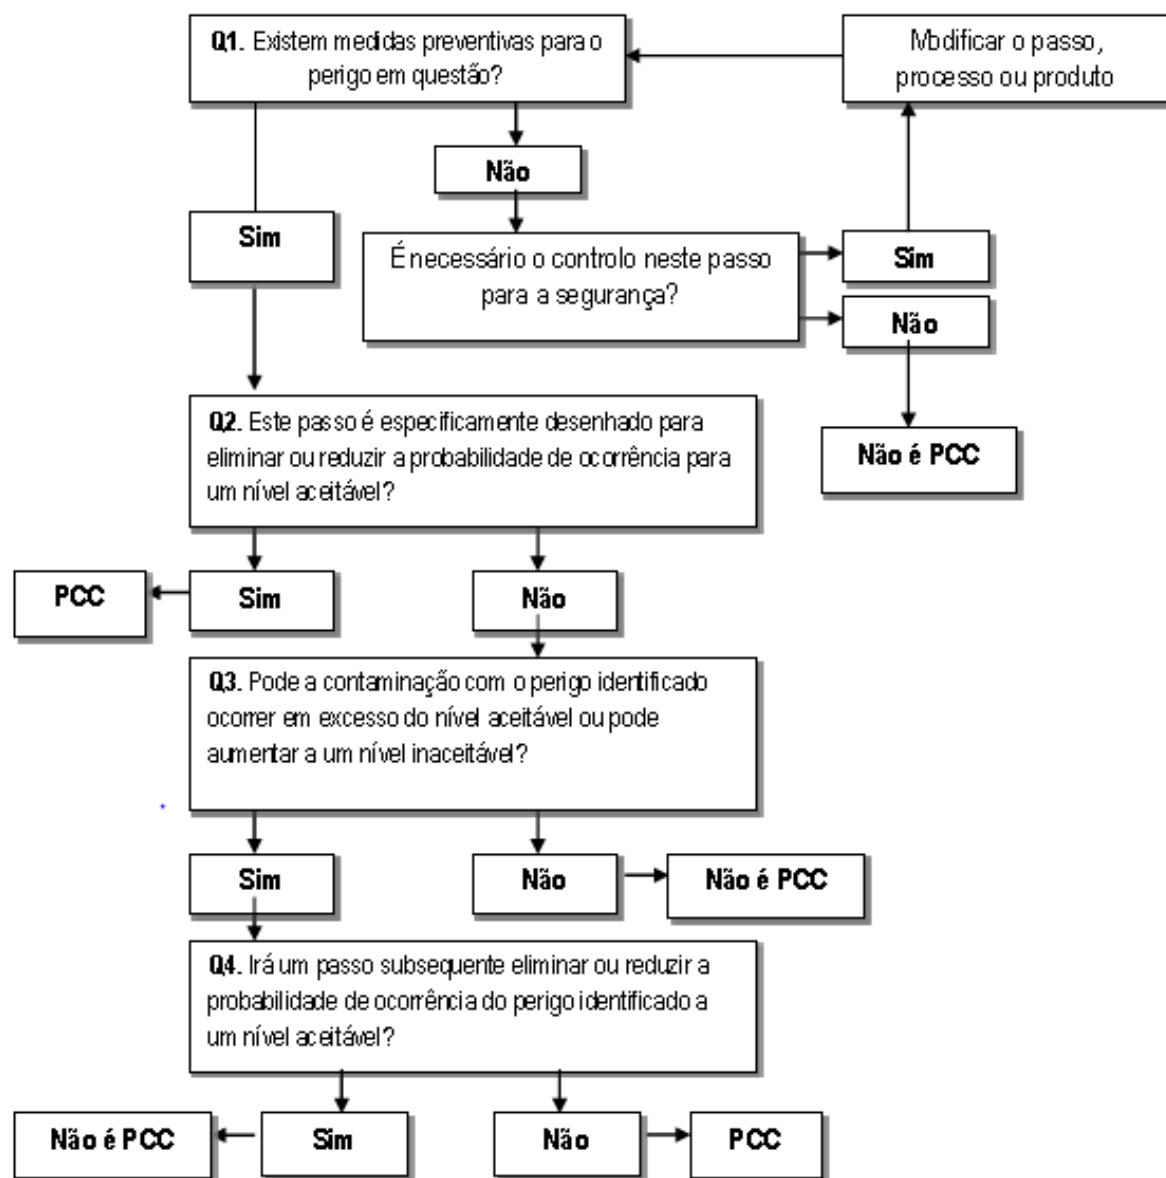 Q1. Existem medidas preventivas para o
perigo em questão?
Modificar o passo,
processo ou produto
Não
Sim
É necessário o controlo neste passo
para a segurança?
Sim
Não
Não é PCC
Q2. Este passo é especificamente desenhado para
eliminar ou reduzir a probabilidade de ocorrência para
um nível aceitável?
PCC
Sim
Não
Q3. Pode a contaminação com o perigo identificado
ocorrer em excesso do nível aceitável ou pode
aumentar a um nível inaceitável?
Sim
Não
Não é PCC
Q4. Irá um passo subsequente eliminar ou reduzir a
probabilidade de ocorrência do perigo identificado a
um nível aceitável?
Não é PCC
Sim
Não
PCC